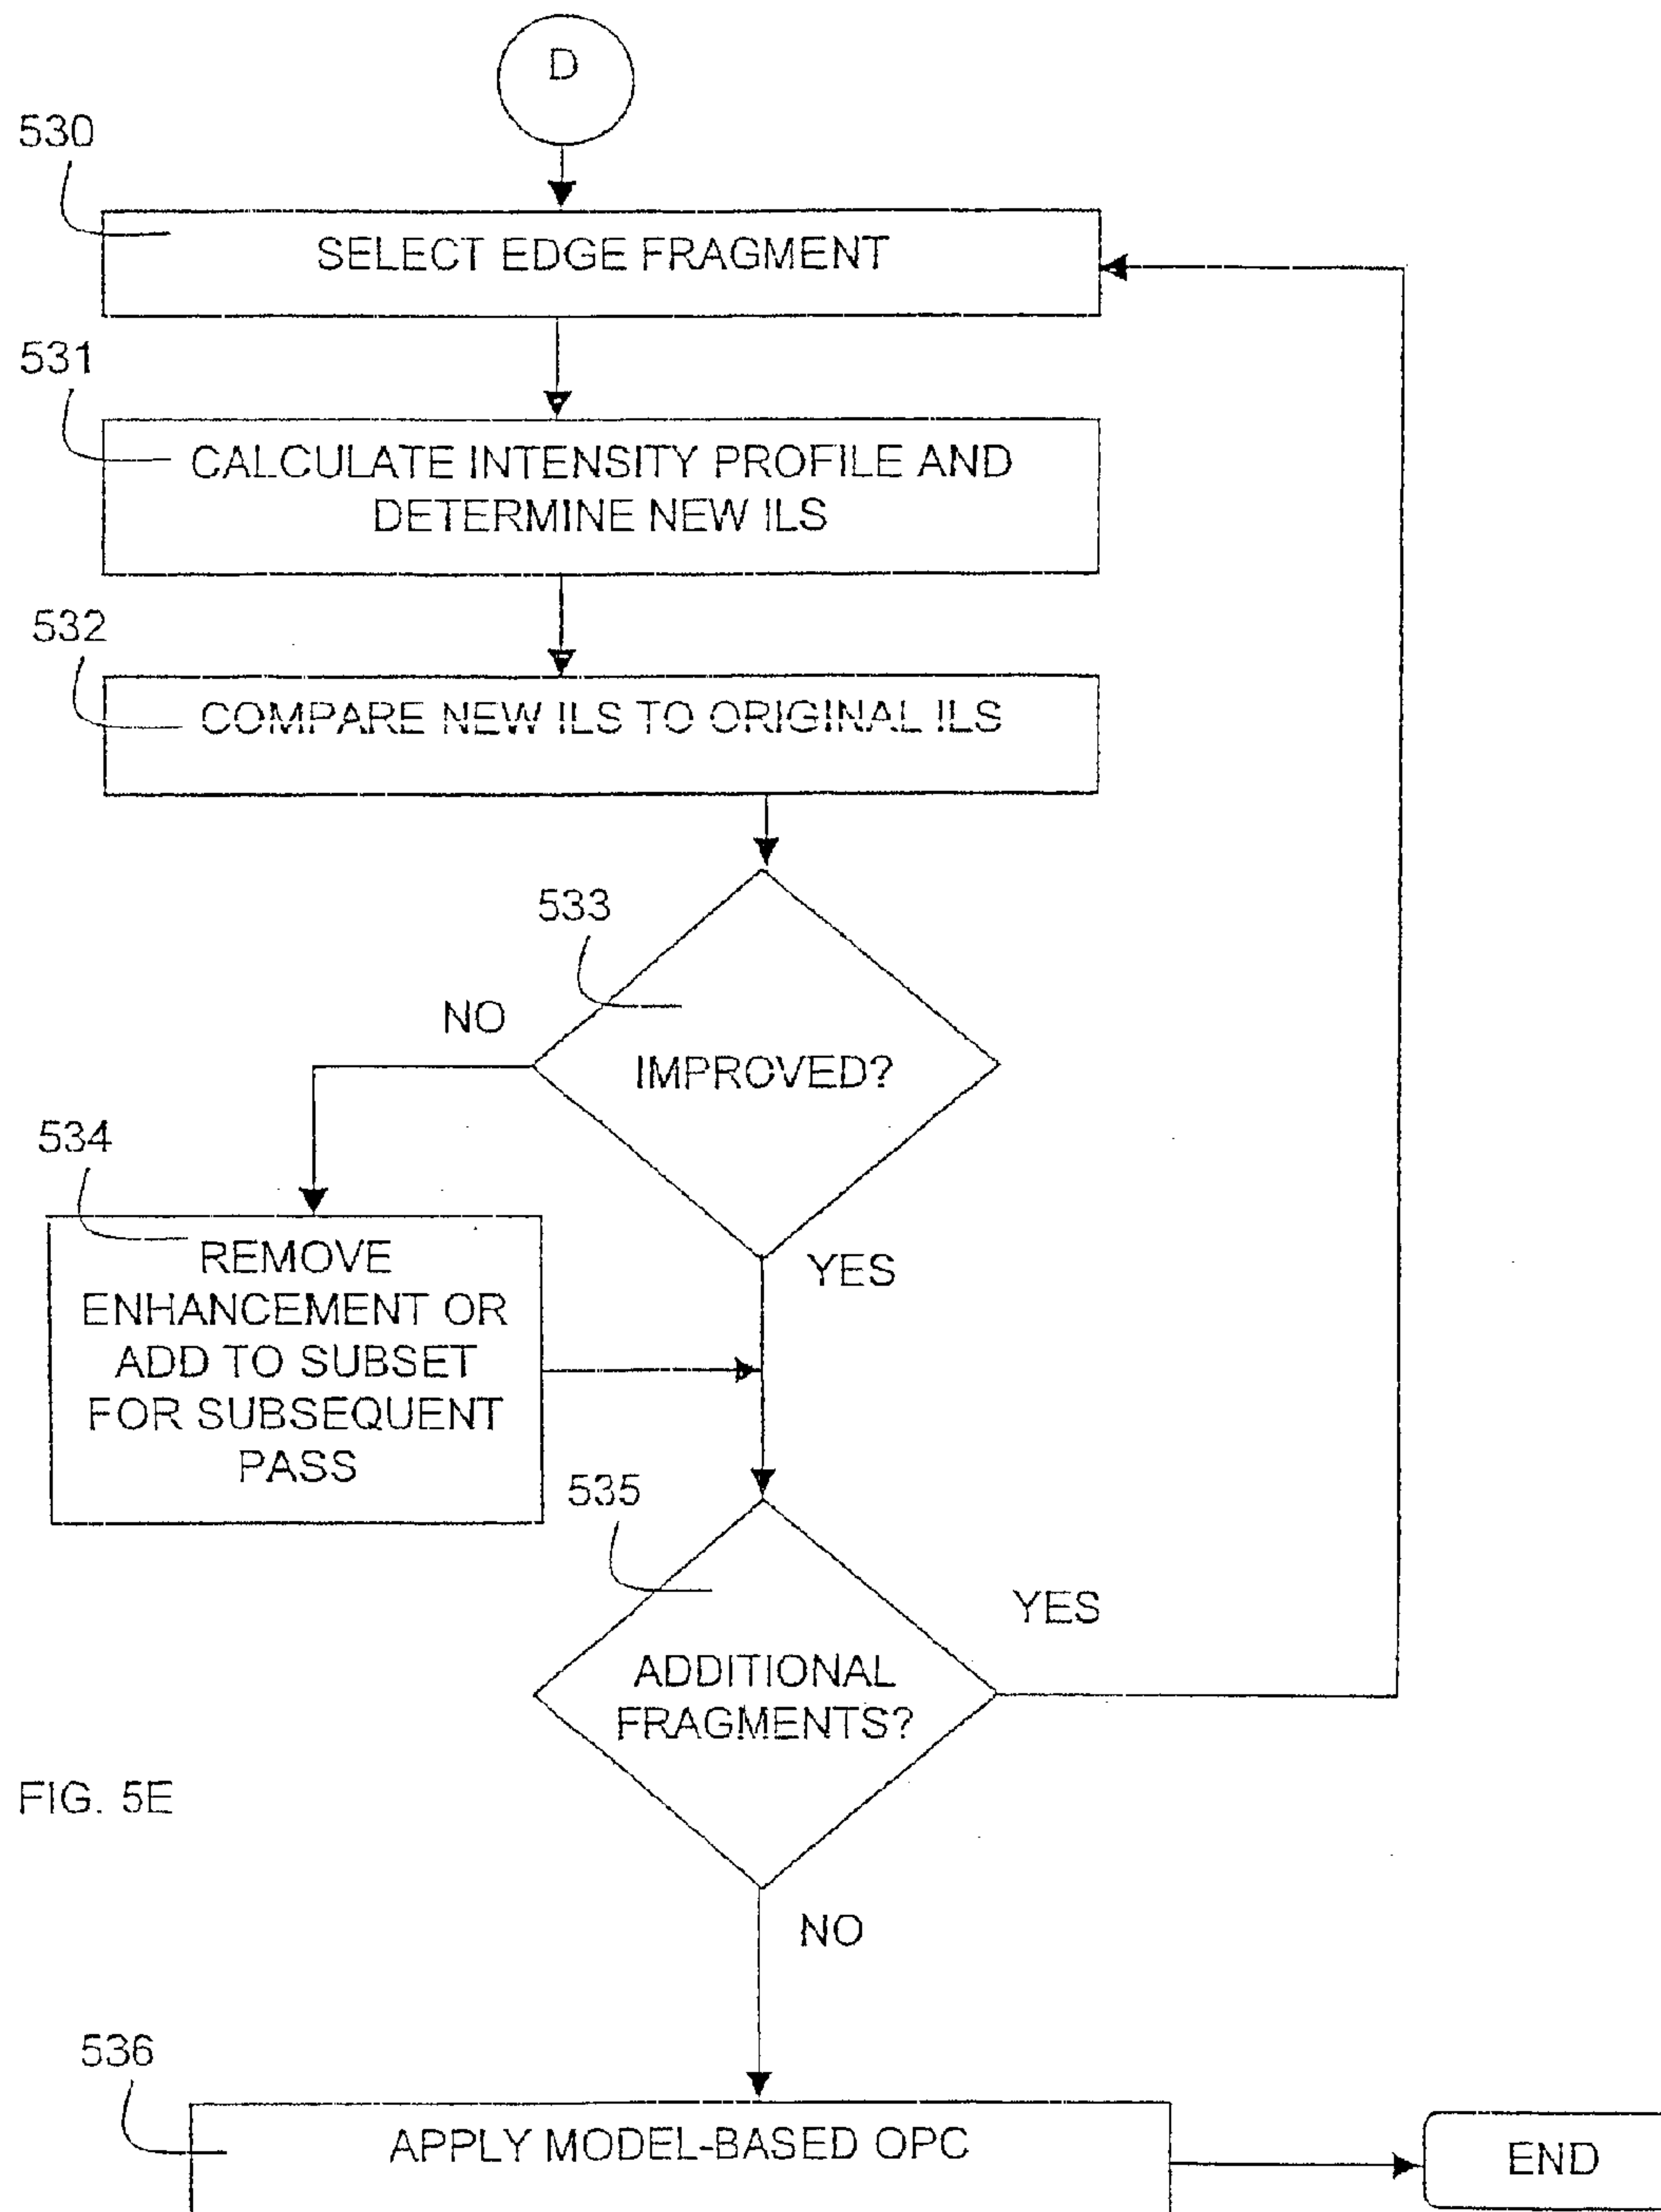 D
530
SELECT EDGE FRAGMENT
531
CALCULATE INTENSITY PROFILE AND
DETERMINE NEW ILS
532
COMPARE NEW ILS TO ORIGINAL ILS
533
NO
IMPROVED?
534
YES
REMOVE
ENHANCEMENT OR
ADD TO SUBSET
FOR SUBSEQUENT
PASS
535
YES
ADDITIONAL
FRAGMENTS?
FIG. 5E
NO
536
APPLY MODEL-BASED OPC
END